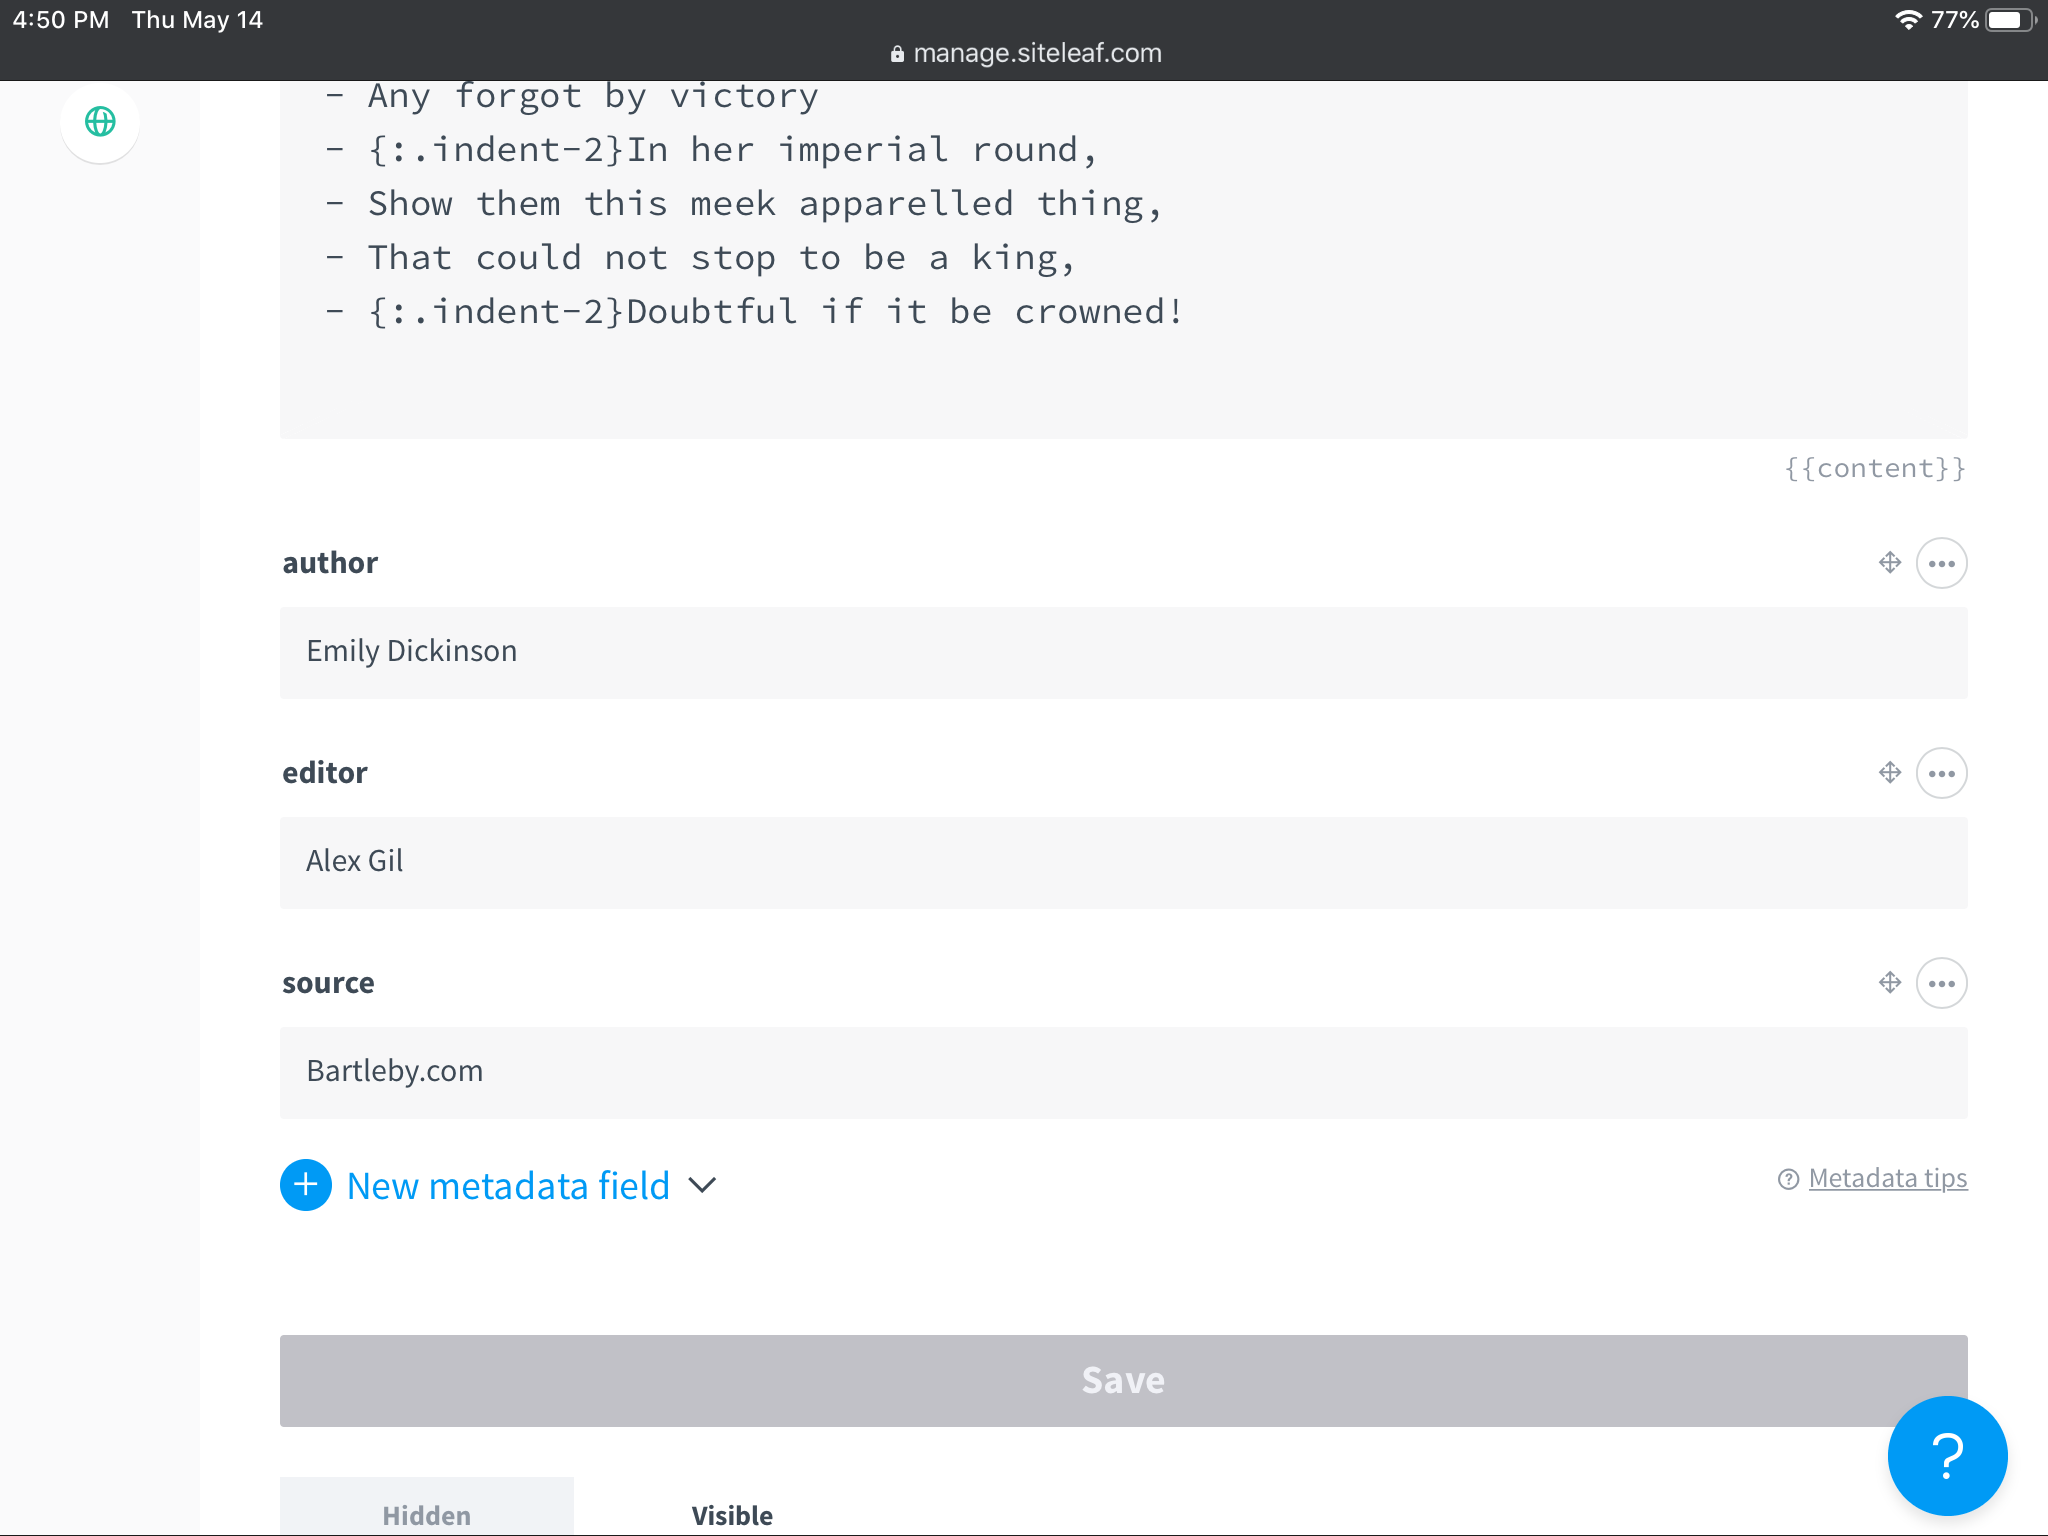 4:50 PM Thu May 14
77%
manage.siteleaf.com
- Any forgot by victory
- {:.indent-2}In her imperial round,
- Show them this meek apparelled thing,
- That could not stop to be a king,
- {:.indent-2}Doubtful if it be crowned!
{{content}}
author
Emily Dickinson
editor
Alex Gil
source
Bartleby.com
+ New metadata field
? Metadata tips
Save
?
Hidden Visible